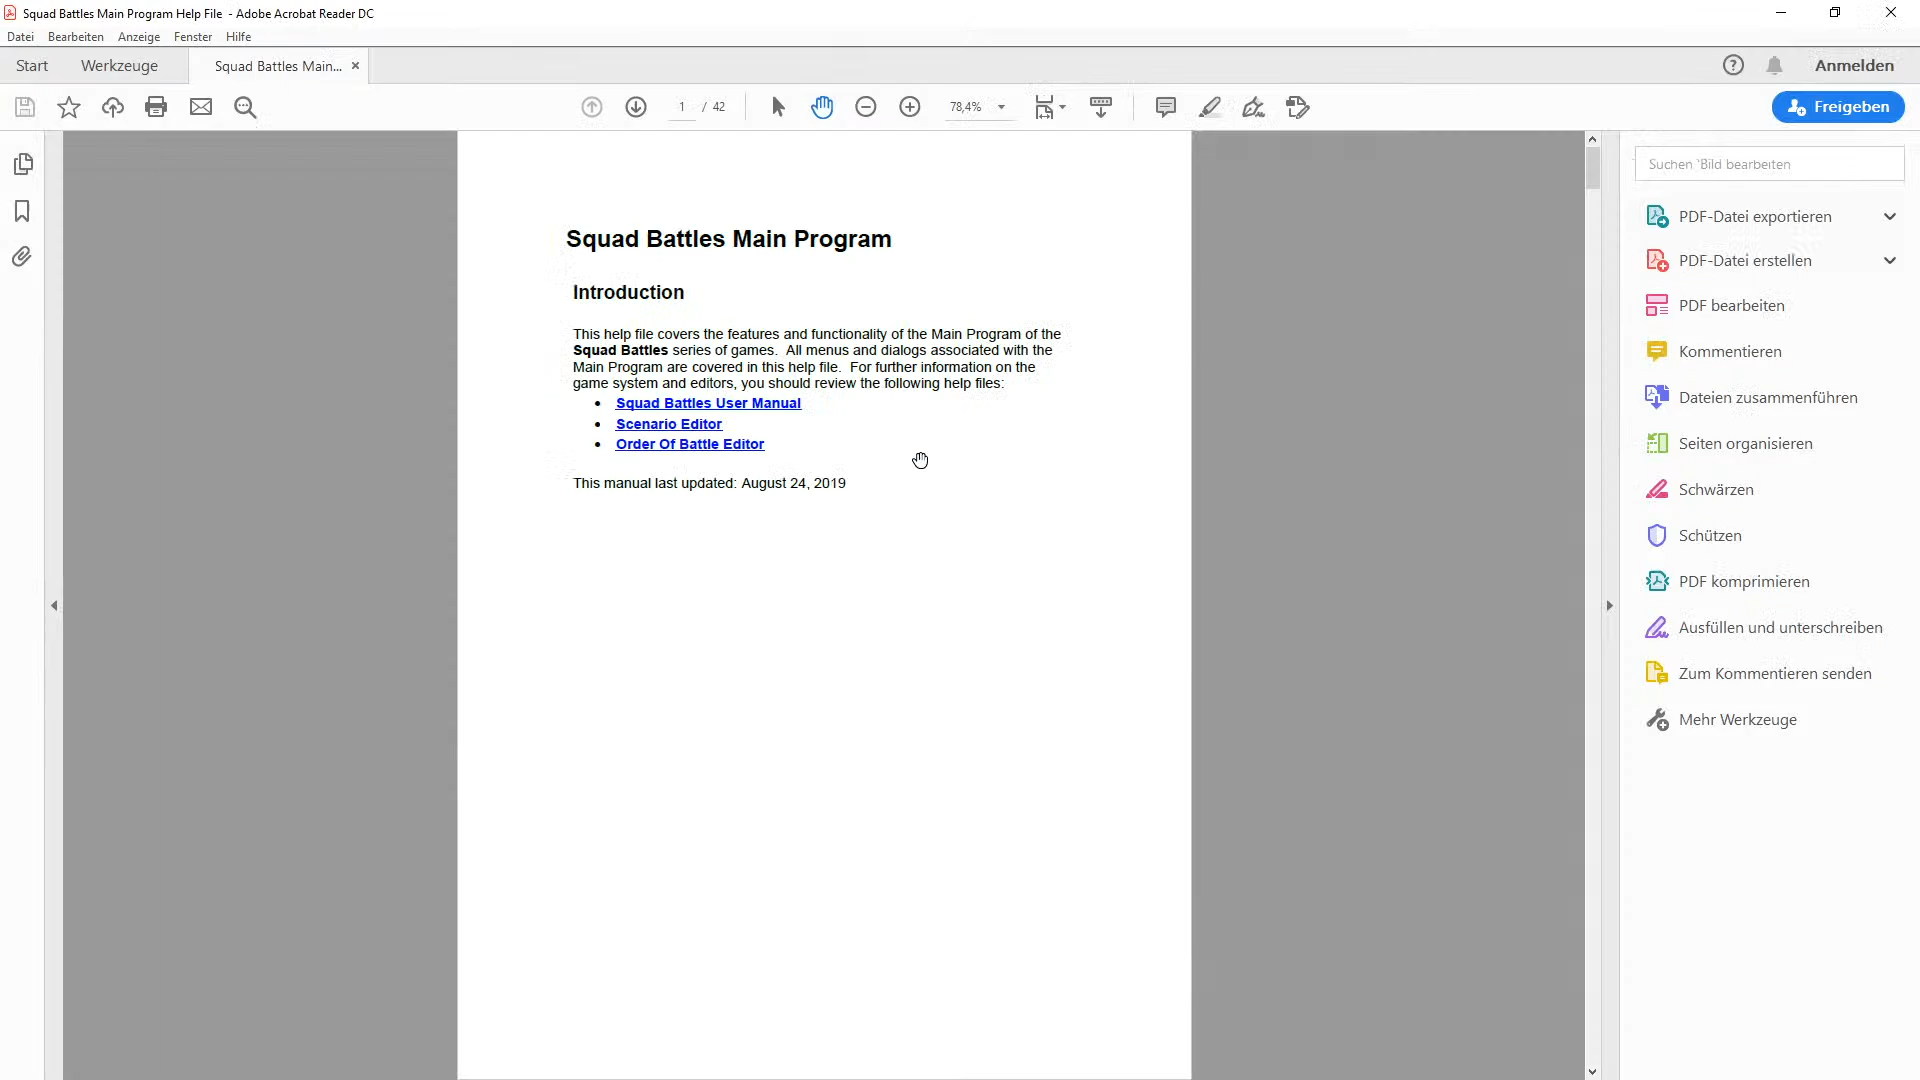 Squad Battles Main Program Help File - Adobe Acrobat Reader DC
Datei Bearbeiten Anzeige Fenster Hilfe
Start Werkzeuge Squad Battles Main... Anmelden
1 / 42 78,4% Freigeben
Suchen 'Bild bearbeiten
Squad Battles Main Program
Introduction
This help file covers the features and functionality of the Main Program of the
Squad Battles series of games. All menus and dialogs associated with the
Main Program are covered in this help file. For further information on the
game system and editors, you should review the following help files:
• Squad Battles User Manual
• Scenario Editor
• Order Of Battle Editor
This manual last updated: August 24, 2019
PDF-Datei exportieren
PDF-Datei erstellen
PDF bearbeiten
Kommentieren
Dateien zusammenführen
Seiten organisieren
Schwärzen
Schützen
PDF komprimieren
Ausfüllen und unterschreiben
Zum Kommentieren senden
Mehr Werkzeuge